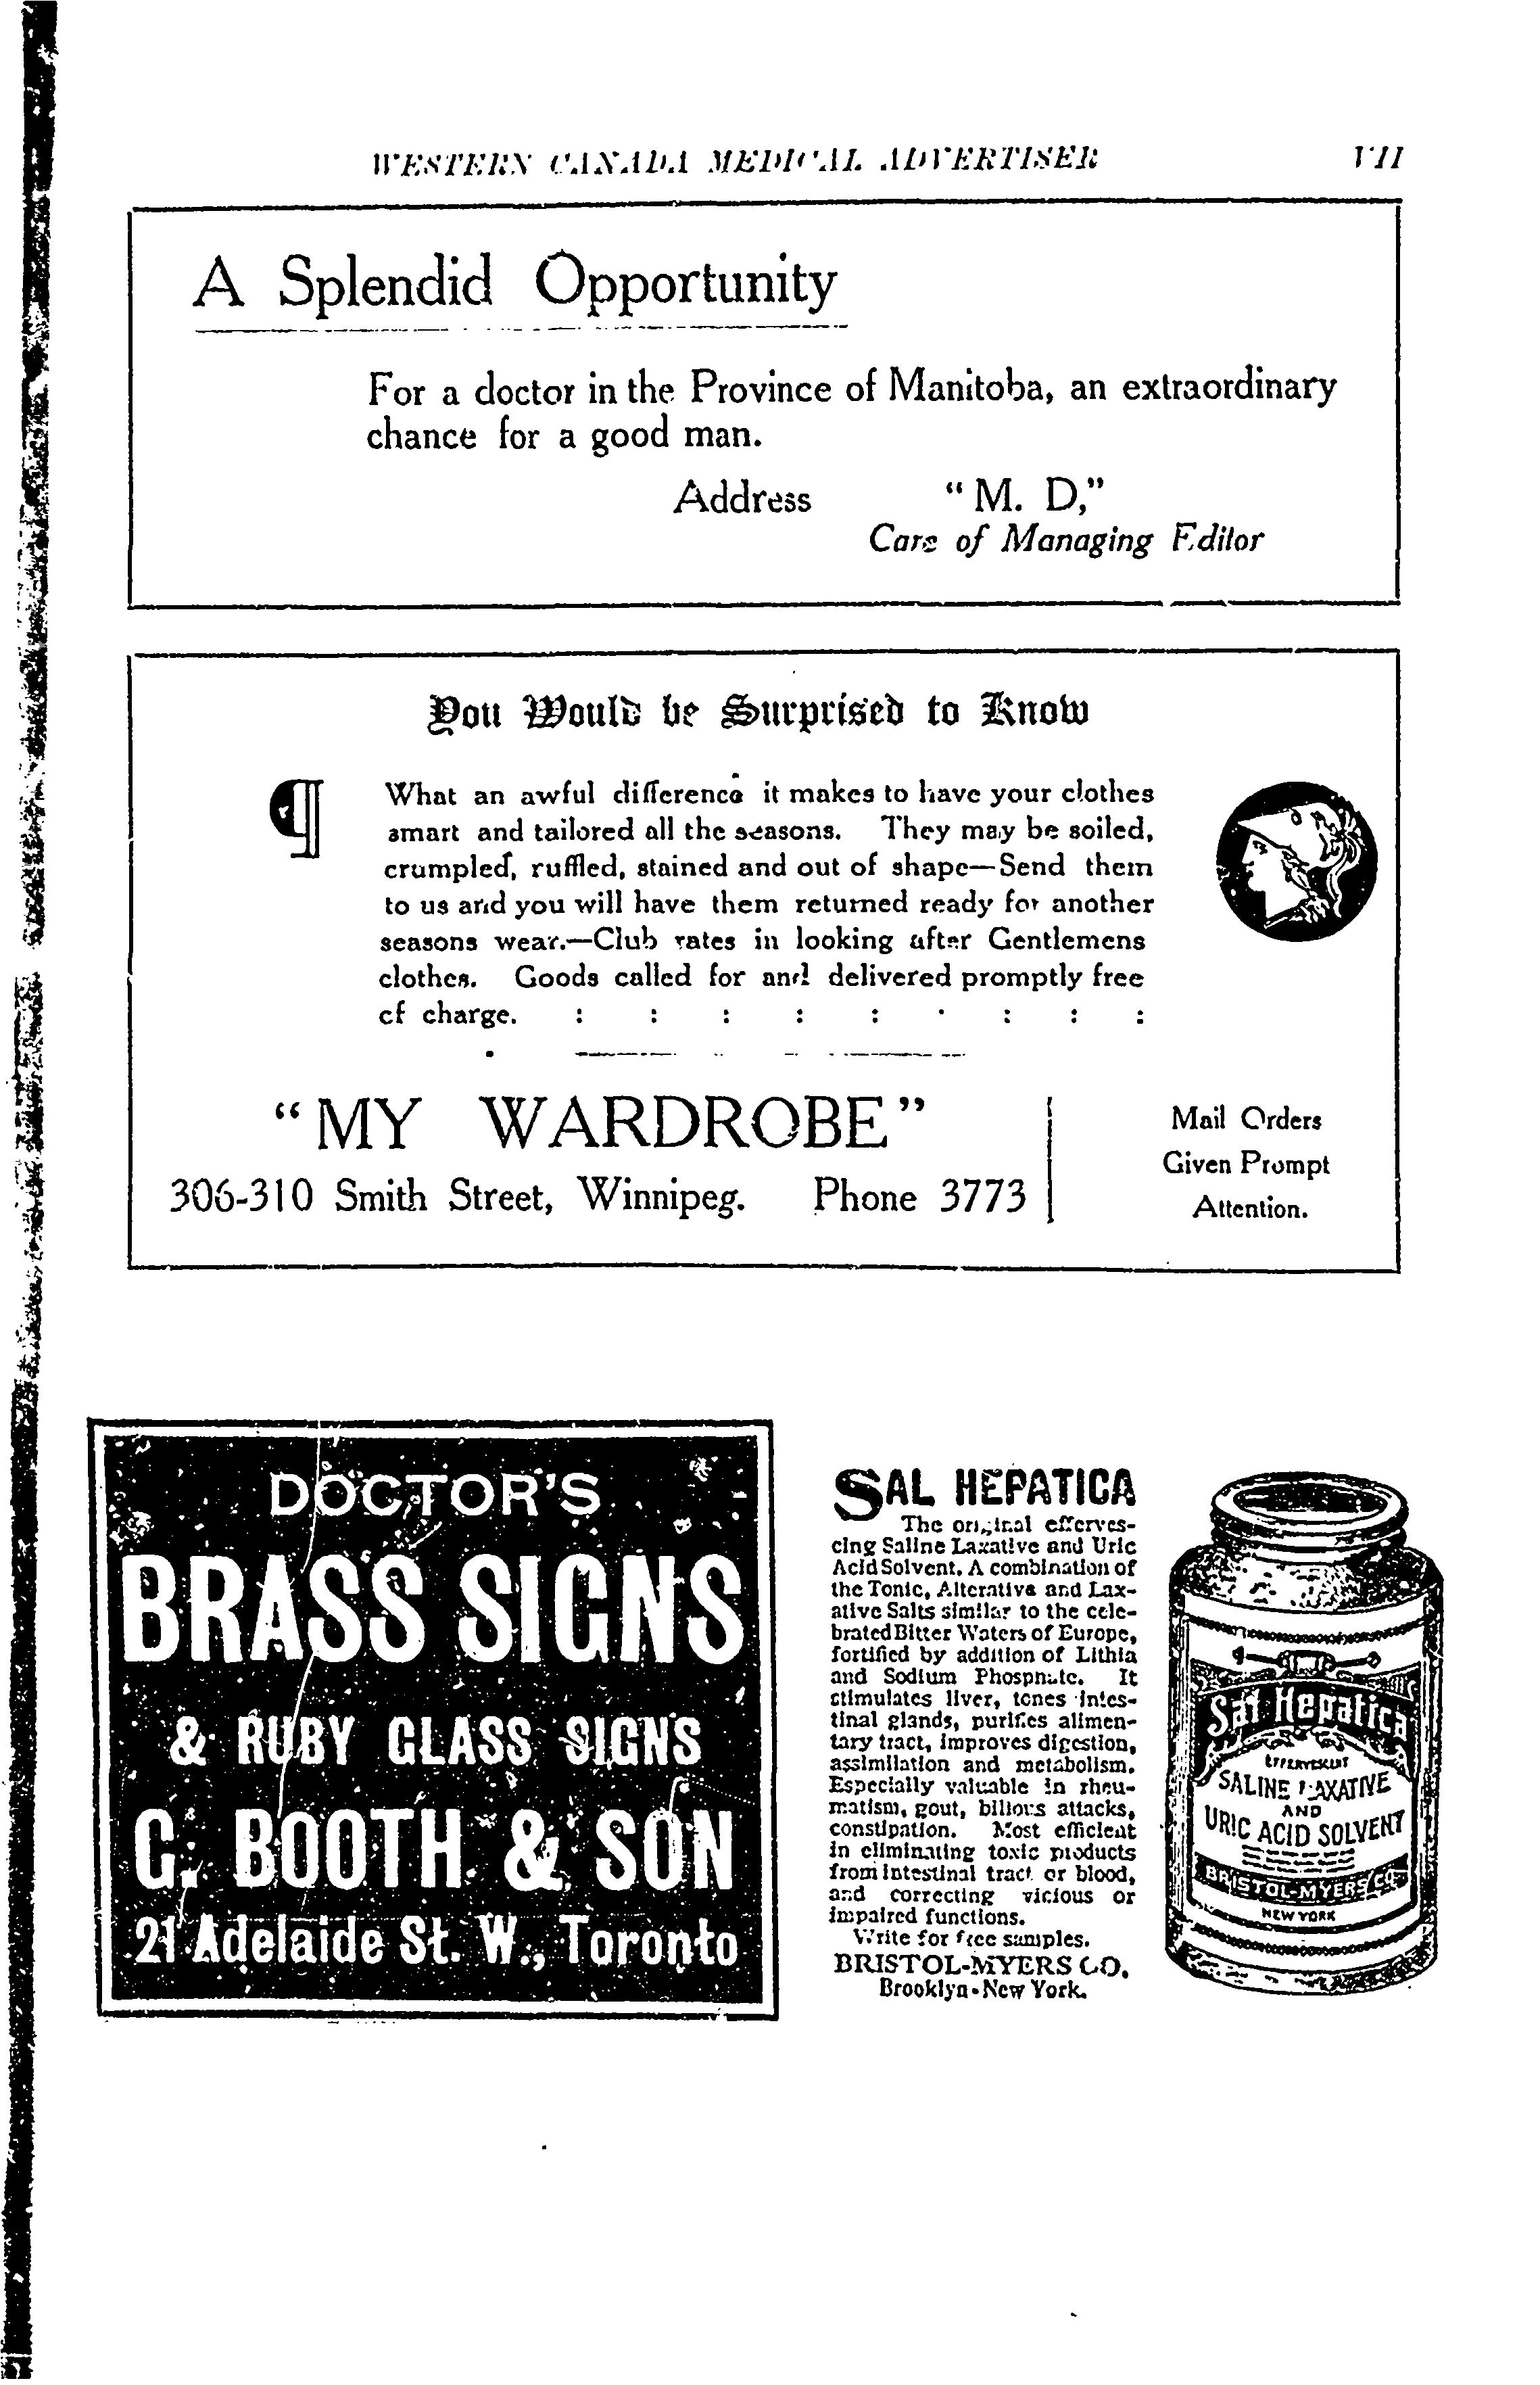 WESTERN CANADA MEDICAL ADVERTISER VII
A Splendid Opportunity
For a doctor in the Province of Manitoba, an extraordinary
chance for a good man.
Address "M. D,"
Care of Managing Editor
You Would be Surprised to Know
¶ What an awful difference it makes to have your clothes
smart and tailored all the seasons. They may be soiled,
crumpled, ruffled, stained and out of shape—Send them
to us and you will have them returned ready for another
seasons wear.—Club rates in looking after Gentlemens
clothes. Goods called for and delivered promptly free
of charge. : : : : : : : : :
"MY WARDROBE"
306-310 Smith Street, Winnipeg. Phone 3773
Mail Orders
Given Prompt
Attention.
DOCTOR'S
BRASS SIGNS
& RUBY GLASS SIGNS
C. BOOTH & SON
21 Adelaide St. W., Toronto
SAL HEPATICA
The original efferves-
cing Saline Laxative and Uric
Acid Solvent. A combination of
the Tonic, Alterative and Lax-
ative Salts similar to the cele-
brated Bitter Waters of Europe,
fortified by addition of Lithia
and Sodium Phosphate. It
stimulates liver, tones intes-
tinal glands, purifies alimen-
tary tract, improves digestion,
assimilation and metabolism.
Especially valuable in rheu-
matism, gout, bilious attacks,
constipation. Most efficient
in eliminating toxic products
from intestinal tract or blood,
and correcting vicious or
impaired functions.
Write for free samples.
BRISTOL-MYERS CO.
Brooklyn-New York.
Sal Hepatica
EFFERVESCENT
SALINE LAXATIVE
AND
URIC ACID SOLVENT
BRISTOL-MYERS CO.
NEW YORK